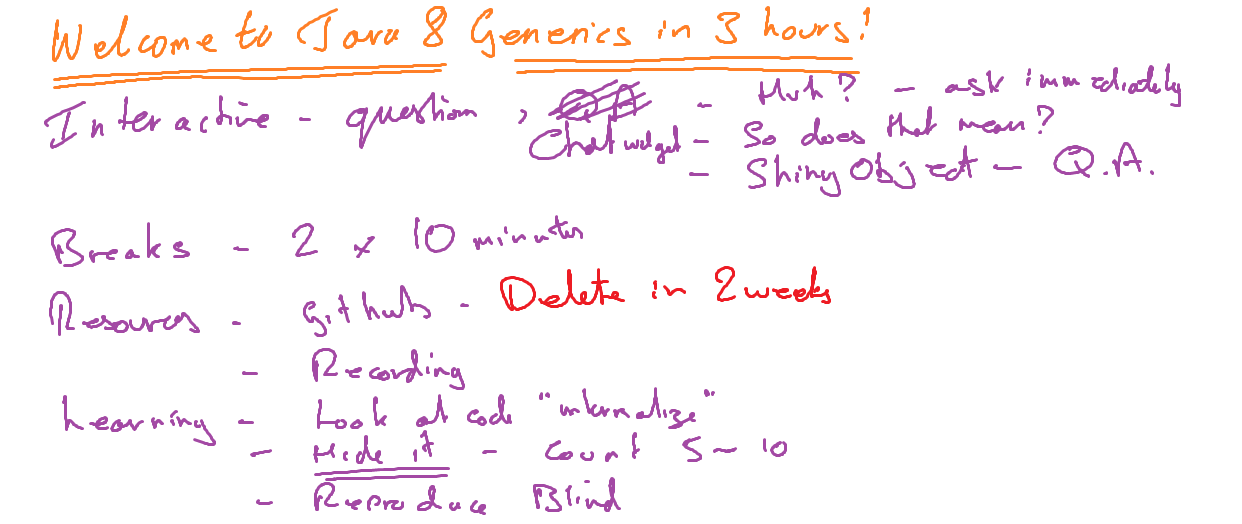 Welcome to Java 8 Generics in 3 hours!
Interactive - question, - Huh? - ask immediately
Chat widget - So does that mean?
- Shiny Object - Q.A.
Breaks - 2 x 10 minutes
Resources - github - Delete in 2 weeks
- Recording
Learning - Look at code "internalize"
- Hide it - count 5 ~ 10
- Reproduce Blind